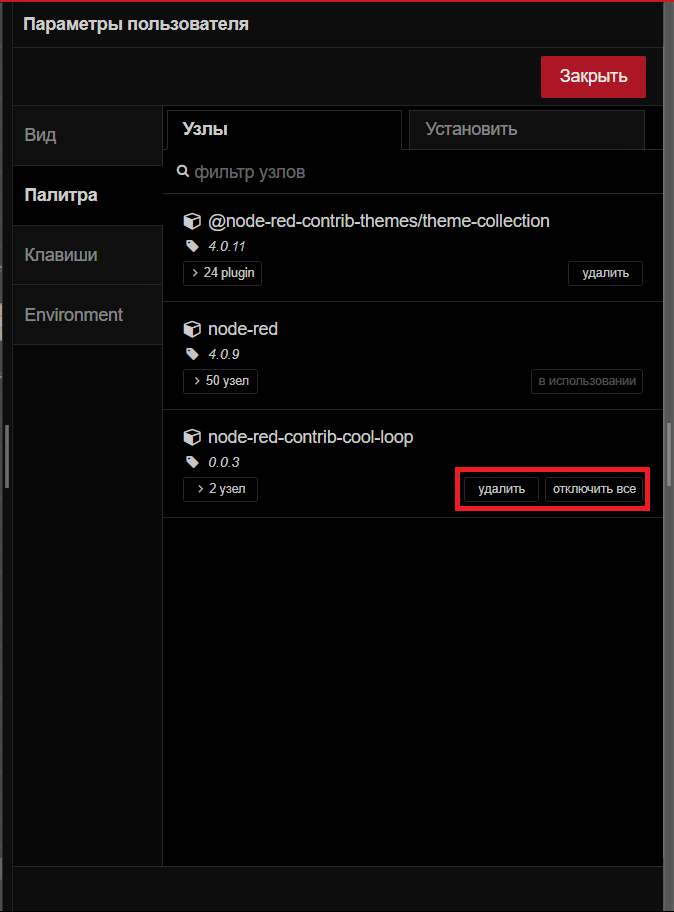 Параметры пользователя
Закрыть
Вид
Палитра
Клавиши
Environment
Узлы
Установить
фильтр узлов
@node-red-contrib-themes/theme-collection
4.0.11
24 plugin
удалить
node-red
4.0.9
50 узел
в использовании
node-red-contrib-cool-loop
0.0.3
2 узел
удалить
отключить все